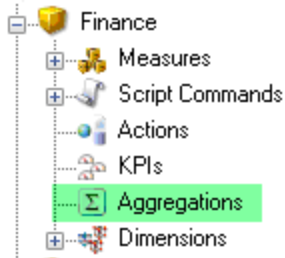 Finance
Measures
Script Commands
Actions
KPIs
Aggregations
Dimensions